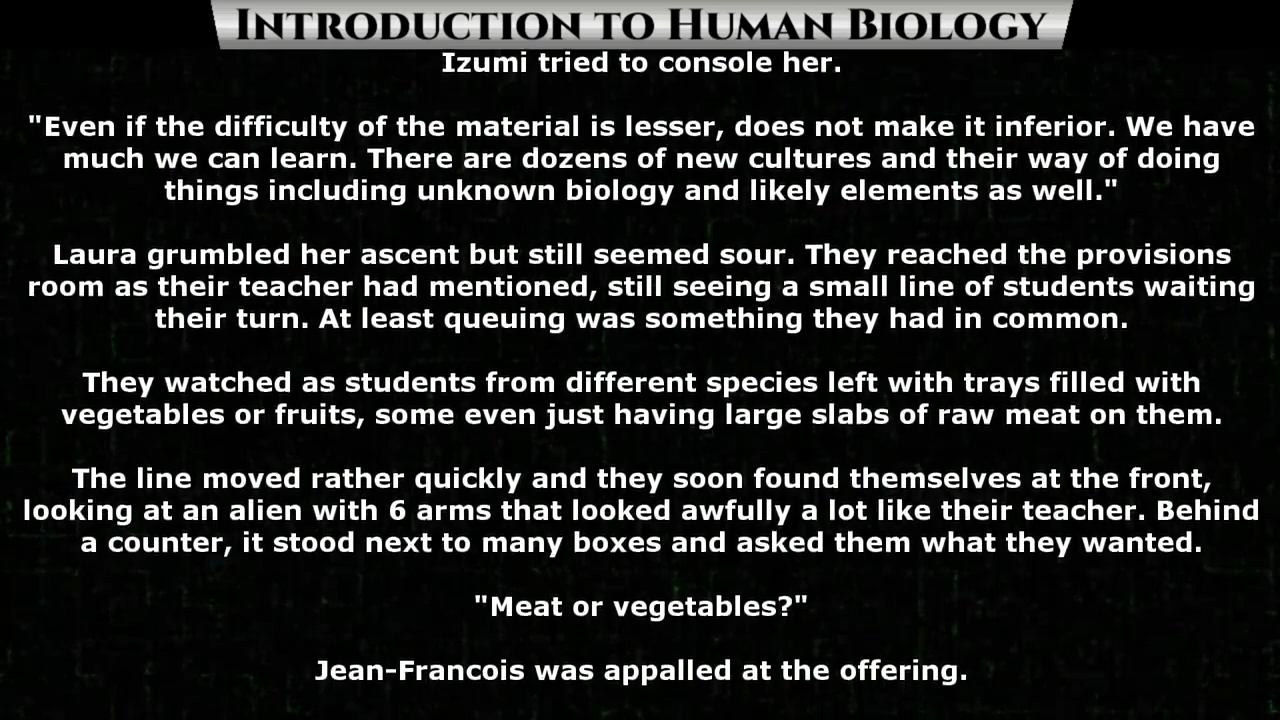 INTRODUCTION TO HUMAN BIOLOGY
Izumi tried to console her.
"Even if the difficulty of the material is lesser, does not make it inferior. We have
much we can learn. There are dozens of new cultures and their way of doing
things including unknown biology and likely elements as well."
Laura grumbled her ascent but still seemed sour. They reached the provisions
room as their teacher had mentioned, still seeing a small line of students waiting
their turn. At least queuing was something they had in common.
They watched as students from different species left with trays filled with
vegetables or fruits, some even just having large slabs of raw meat on them.
The line moved rather quickly and they soon found themselves at the front,
looking at an alien with 6 arms that looked awfully a lot like their teacher. Behind
a counter, it stood next to many boxes and asked them what they wanted.
"Meat or vegetables?"
Jean-Francois was appalled at the offering.